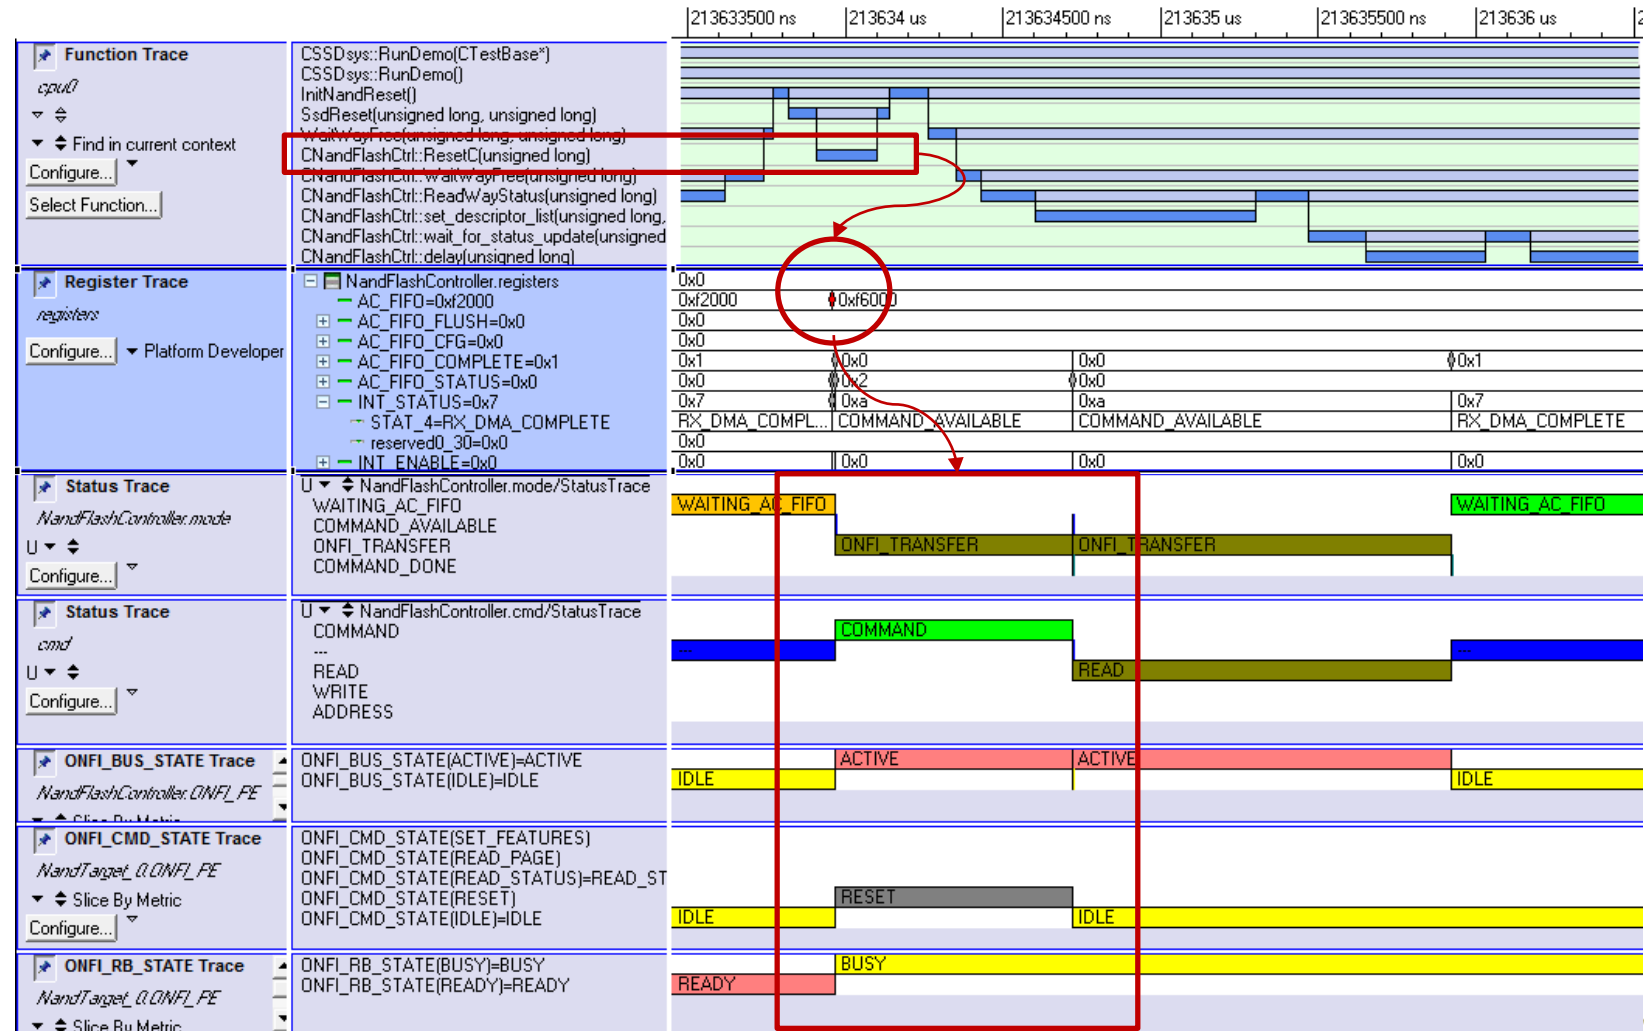 213633500 ns 213634 us 213634500 ns 213635 us 213635500 ns 213636 us
Function Trace
cpu0
Find in current context
Configure...
Select Function...
CSSDsys::RunDemo(CTestBase*)
CSSDsys::RunDemo()
InitNandReset()
SsdReset(unsigned long, unsigned long)
WaitWayFree(unsigned long, unsigned long)
CNandFlashCtrl::ResetC(unsigned long)
CNandFlashCtrl::WaitWayFree(unsigned long)
CNandFlashCtrl::ReadWayStatus(unsigned long)
CNandFlashCtrl::set_descriptor_list(unsigned long,
CNandFlashCtrl::wait_for_status_update(unsigned
CNandFlashCtrl::delay(unsigned long)
Register Trace
registers
Configure... Platform Developer
NandFlashController.registers
AC_FIFO=0xf2000
AC_FIFO_FLUSH=0x0
AC_FIFO_CFG=0x0
AC_FIFO_COMPLETE=0x1
AC_FIFO_STATUS=0x0
INT_STATUS=0x7
STAT_4=RX_DMA_COMPLETE
reserved0_30=0x0
INT_ENABLE=0x0
0x0
0xf2000 0xf6000
0x0
0x0
0x1 0x0 0x0 0x1
0x0 0x2 0x0
0x7 0xa 0xa 0x7
RX_DMA_COMPL... COMMAND_AVAILABLE COMMAND_AVAILABLE RX_DMA_COMPLETE
0x0
0x0 0x0 0x0 0x0
Status Trace
NandFlashController.mode
U
Configure...
U NandFlashController.mode/StatusTrace
WAITING_AC_FIFO
COMMAND_AVAILABLE
ONFI_TRANSFER
COMMAND_DONE
WAITING_AC_FIFO WAITING_AC_FIFO
ONFI_TRANSFER ONFI_TRANSFER
Status Trace
cmd
U
Configure...
U NandFlashController.cmd/StatusTrace
COMMAND
---
READ
WRITE
ADDRESS
COMMAND
--- ---
READ
ONFI_BUS_STATE Trace
NandFlashController.ONFI_PE
Slice By Metric
ONFI_BUS_STATE(ACTIVE)=ACTIVE
ONFI_BUS_STATE(IDLE)=IDLE
ACTIVE ACTIVE
IDLE IDLE
ONFI_CMD_STATE Trace
NandTarget_0.ONFI_PE
Slice By Metric
Configure...
ONFI_CMD_STATE(SET_FEATURES)
ONFI_CMD_STATE(READ_PAGE)
ONFI_CMD_STATE(READ_STATUS)=READ_ST
ONFI_CMD_STATE(RESET)
ONFI_CMD_STATE(IDLE)=IDLE
RESET
IDLE IDLE
ONFI_RB_STATE Trace
NandTarget_0.ONFI_PE
Slice By Metric
ONFI_RB_STATE(BUSY)=BUSY
ONFI_RB_STATE(READY)=READY
BUSY
READY